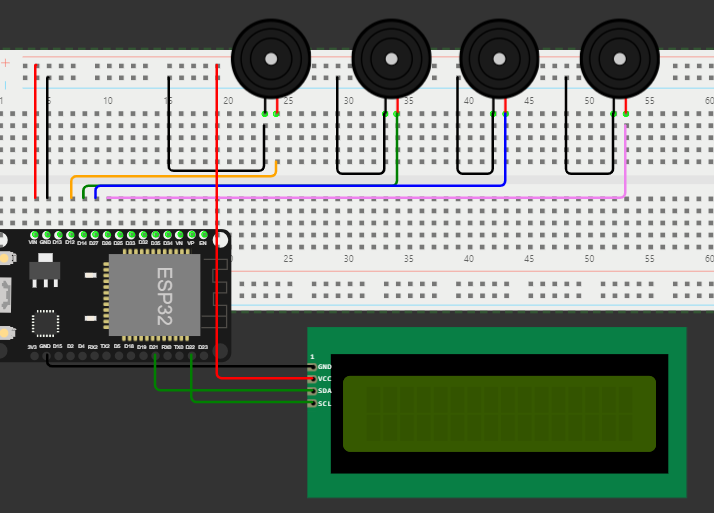 +
1 10 15 20 25 30 35 40 45 50 55 60
VIN GND D13 D12 D14 D27 D26 D25 D33 D32 D35 D34 VN VP EN
25 30 35 40 45 50 55 60
ESP32
3V3 GND D15 D2 D4 RX2 TX2 D5 D18 D19 D21 RX0 TX0 D22 D23
1
GND
VCC
SDA
SCL